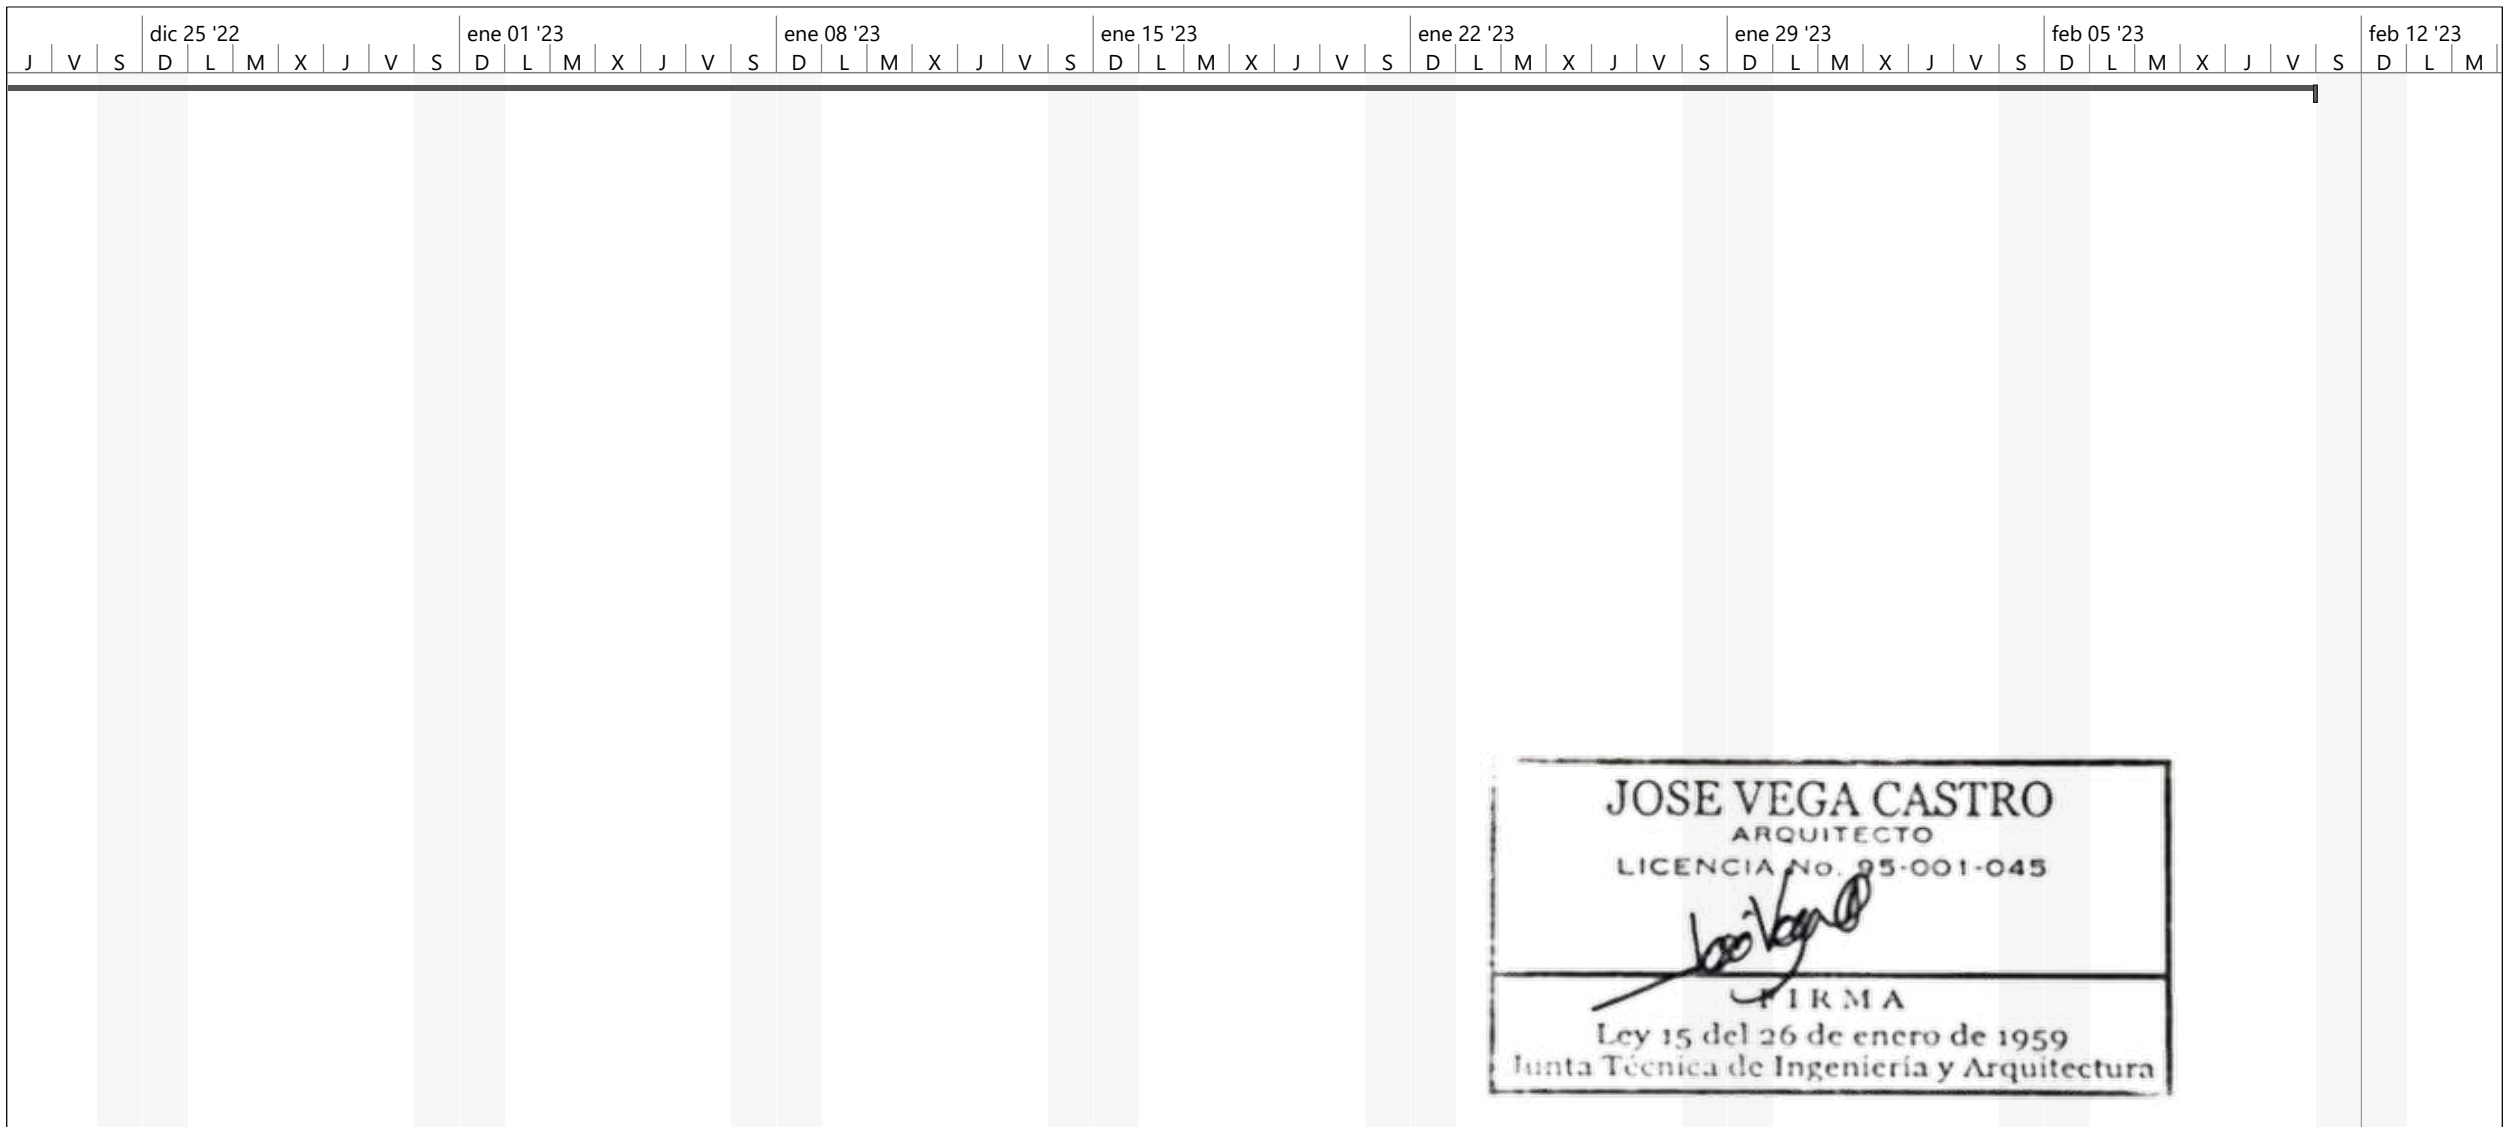 dic 25 '22 ene 01 '23 ene 08 '23 ene 15 '23 ene 22 '23 ene 29 '23 feb 05 '23 feb 12 '23
J V S D L M X J V S D L M X J V S D L M X J V S D L M X J V S D L M X J V S D L M X J V S D L M X J V S D L M
JOSE VEGA CASTRO
ARQUITECTO
LICENCIA No. 95-001-045
José Vega
FIRMA
Ley 15 del 26 de enero de 1959
Junta Técnica de Ingeniería y Arquitectura